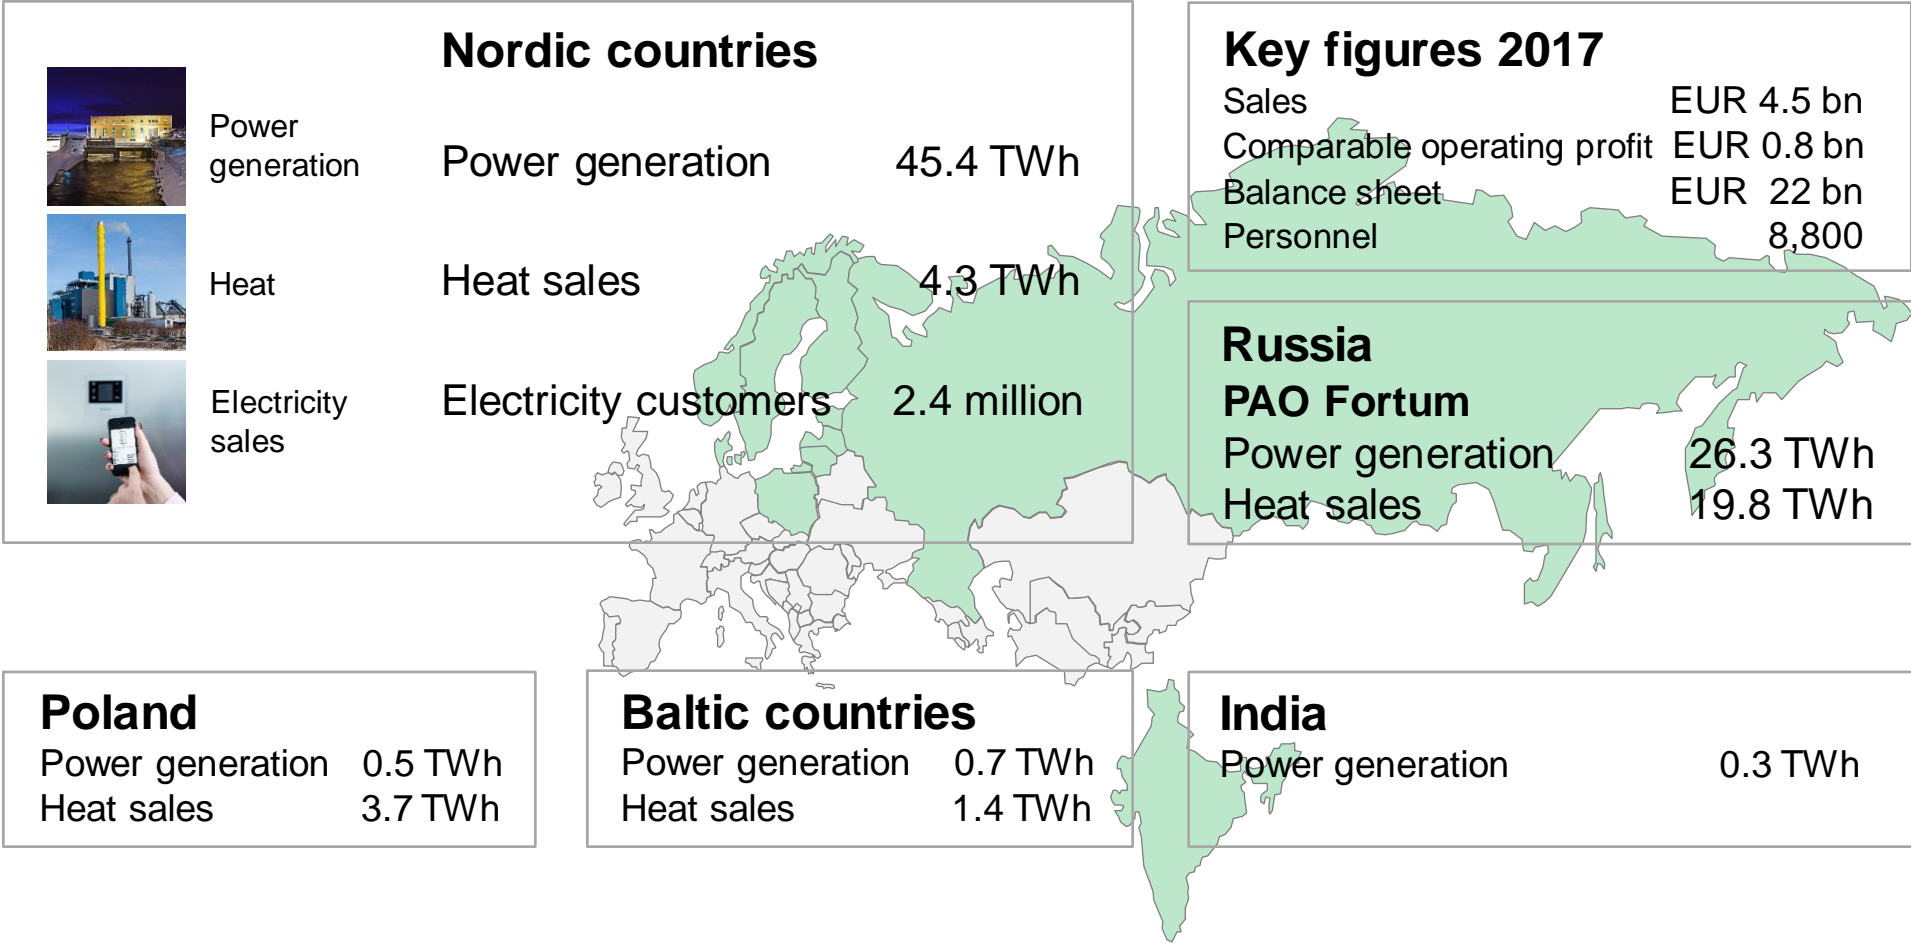 Nordic countries
Power
generation
Power generation 45.4 TWh
Heat
Heat sales 4.3 TWh
Electricity
sales
Electricity customers 2.4 million
Key figures 2017
Sales EUR 4.5 bn
Comparable operating profit EUR 0.8 bn
Balance sheet EUR 22 bn
Personnel 8,800
Russia
PAO Fortum
Power generation 26.3 TWh
Heat sales 19.8 TWh
Poland
Power generation 0.5 TWh
Heat sales 3.7 TWh
Baltic countries
Power generation 0.7 TWh
Heat sales 1.4 TWh
India
Power generation 0.3 TWh